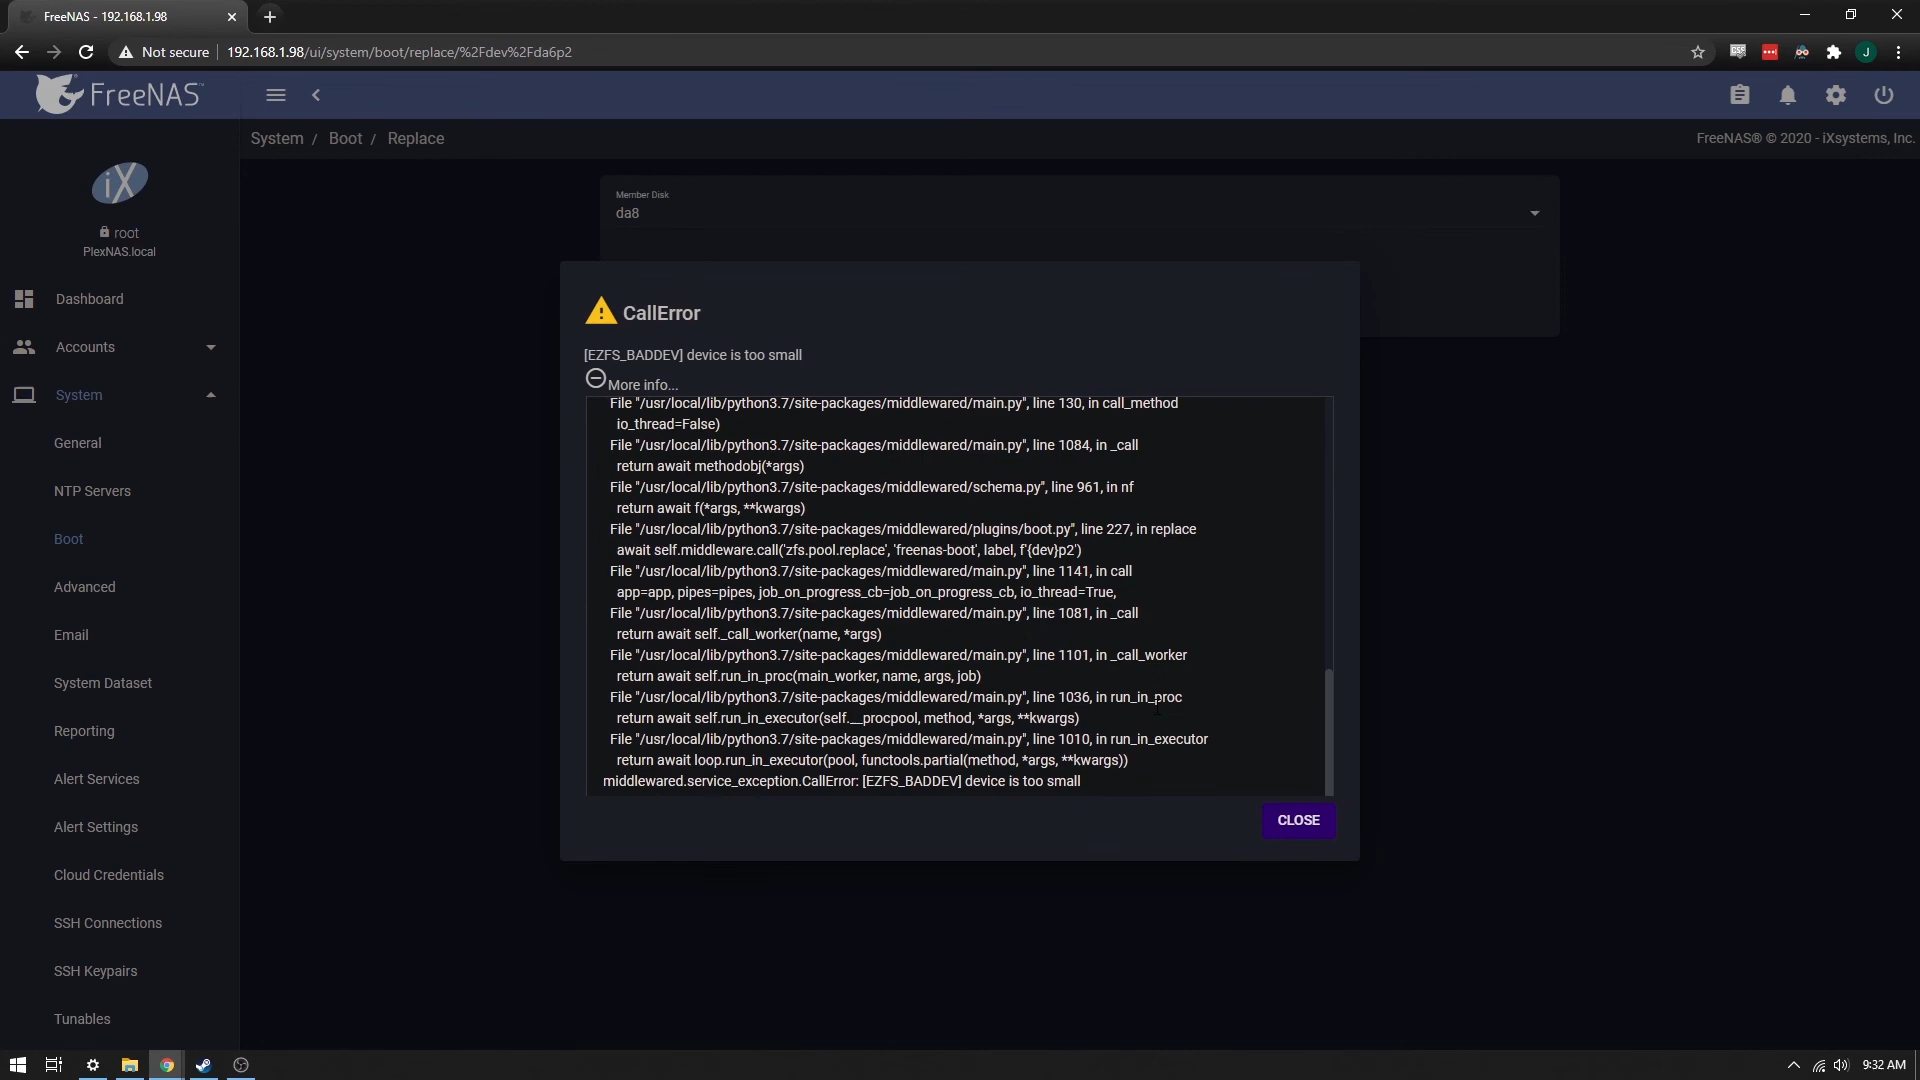 FreeNAS - 192.168.1.98
Not secure
192.168.1.98/ui/system/boot/replace/%2Fdev%2Fda6p2
J
FreeNAS™
System / Boot / Replace
FreeNAS® © 2020 - iXsystems, Inc.
iX
root
PlexNAS.local
Dashboard
Accounts
System
General
NTP Servers
Boot
Advanced
Email
System Dataset
Reporting
Alert Services
Alert Settings
Cloud Credentials
SSH Connections
SSH Keypairs
Tunables
Member Disk
da8
CallError
[EZFS_BADDEV] device is too small
More info...
File "/usr/local/lib/python3.7/site-packages/middlewared/main.py", line 130, in call_method
io_thread=False)
File "/usr/local/lib/python3.7/site-packages/middlewared/main.py", line 1084, in _call
return await methodobj(*args)
File "/usr/local/lib/python3.7/site-packages/middlewared/schema.py", line 961, in nf
return await f(*args, **kwargs)
File "/usr/local/lib/python3.7/site-packages/middlewared/plugins/boot.py", line 227, in replace
await self.middleware.call('zfs.pool.replace', 'freenas-boot', label, f'{dev}p2')
File "/usr/local/lib/python3.7/site-packages/middlewared/main.py", line 1141, in call
app=app, pipes=pipes, job_on_progress_cb=job_on_progress_cb, io_thread=True,
File "/usr/local/lib/python3.7/site-packages/middlewared/main.py", line 1081, in _call
return await self._call_worker(name, *args)
File "/usr/local/lib/python3.7/site-packages/middlewared/main.py", line 1101, in _call_worker
return await self.run_in_proc(main_worker, name, args, job)
File "/usr/local/lib/python3.7/site-packages/middlewared/main.py", line 1036, in run_in_proc
return await self.run_in_executor(self.__procpool, method, *args, **kwargs)
File "/usr/local/lib/python3.7/site-packages/middlewared/main.py", line 1010, in run_in_executor
return await loop.run_in_executor(pool, functools.partial(method, *args, **kwargs))
middlewared.service_exception.CallError: [EZFS_BADDEV] device is too small
CLOSE
9:32 AM